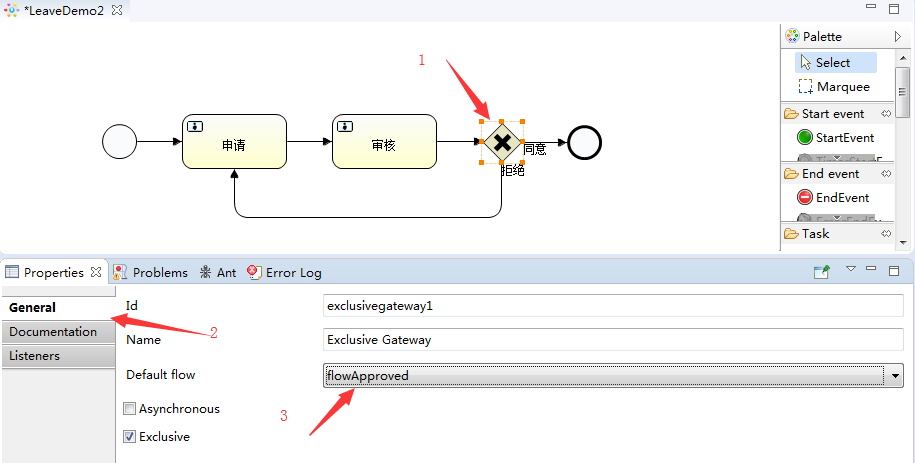 *LeaveDemo2
1
Palette
Select
Marquee
Start event
StartEvent
End event
EndEvent
Task
申请
审核
同意
拒绝
Properties
Problems
Ant
Error Log
General
Documentation
Listeners
2
Id
exclusivegateway1
Name
Exclusive Gateway
Default flow
flowApproved
Asynchronous
3
Exclusive